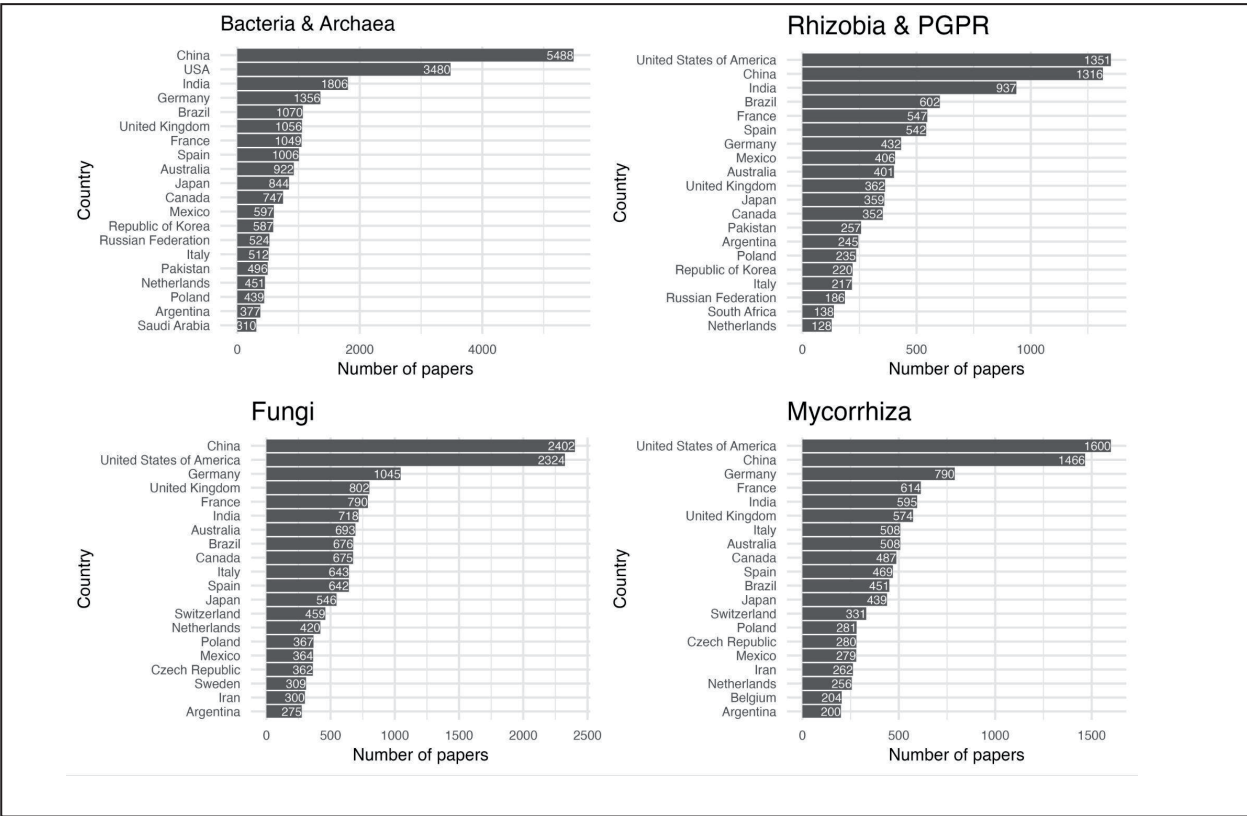 Bacteria & Archaea
Country
China 5488
USA 3480
India 1806
Germany 1356
Brazil 1070
United Kingdom 1056
France 1049
Spain 1006
Australia 922
Japan 844
Canada 747
Mexico 597
Republic of Korea 587
Russian Federation 524
Italy 512
Pakistan 496
Netherlands 451
Poland 439
Argentina 377
Saudi Arabia 310
0 2000 4000
Number of papers
Rhizobia & PGPR
Country
United States of America 1351
China 1316
India 937
Brazil 602
France 547
Spain 542
Germany 432
Mexico 406
Australia 401
United Kingdom 362
Japan 359
Canada 352
Pakistan 257
Argentina 245
Poland 235
Republic of Korea 220
Italy 217
Russian Federation 186
South Africa 138
Netherlands 128
0 500 1000
Number of papers
Fungi
Country
China 2402
United States of America 2324
Germany 1045
United Kingdom 802
France 790
India 718
Australia 693
Brazil 676
Canada 675
Italy 643
Spain 642
Japan 546
Switzerland 459
Netherlands 420
Poland 367
Mexico 364
Czech Republic 362
Sweden 309
Iran 300
Argentina 275
0 500 1000 1500 2000 2500
Number of papers
Mycorrhiza
Country
United States of America 1600
China 1466
Germany 790
France 614
India 595
United Kingdom 574
Italy 508
Australia 508
Canada 487
Spain 469
Brazil 451
Japan 439
Switzerland 331
Poland 281
Czech Republic 280
Mexico 279
Iran 262
Netherlands 256
Belgium 204
Argentina 200
0 500 1000 1500
Number of papers